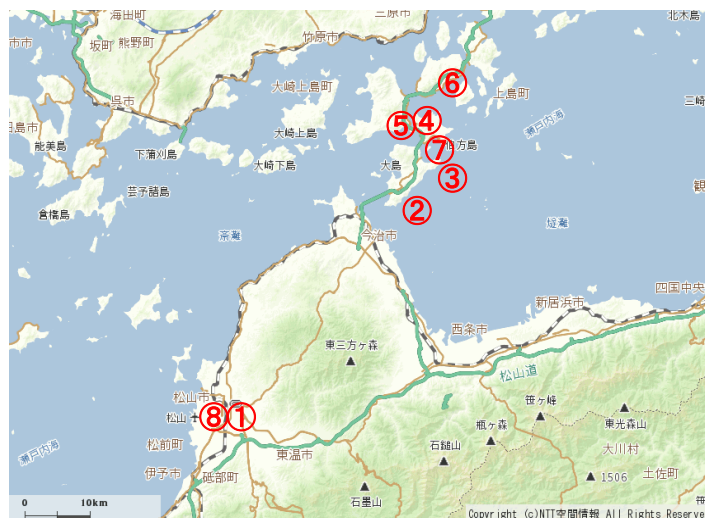 海田町
三原市
北木島
市市
坂町
熊野町
竹原市
⑥
大崎上島町
上島町
呉市
三崎
④
⑤
瀬戸内海
大崎上島
能美島
下蒲刈島
⑦
大崎下島
大島
③
芸予諸島
観
倉橋島
②
斎灘
今治市
燧灘
四国中央
新居浜市
西条市
東三方ヶ森
松山道
松山市
笹ヶ峰
松山
⑧
①
東光森山
松前町
瓶ヶ森
瀬戸内海
石鎚山
大川村
伊予市
砥部町
東温市
1506
土佐町
石墨山
笹
0
10km
Copyright (c)NTT空間情報 All Rights Reserve